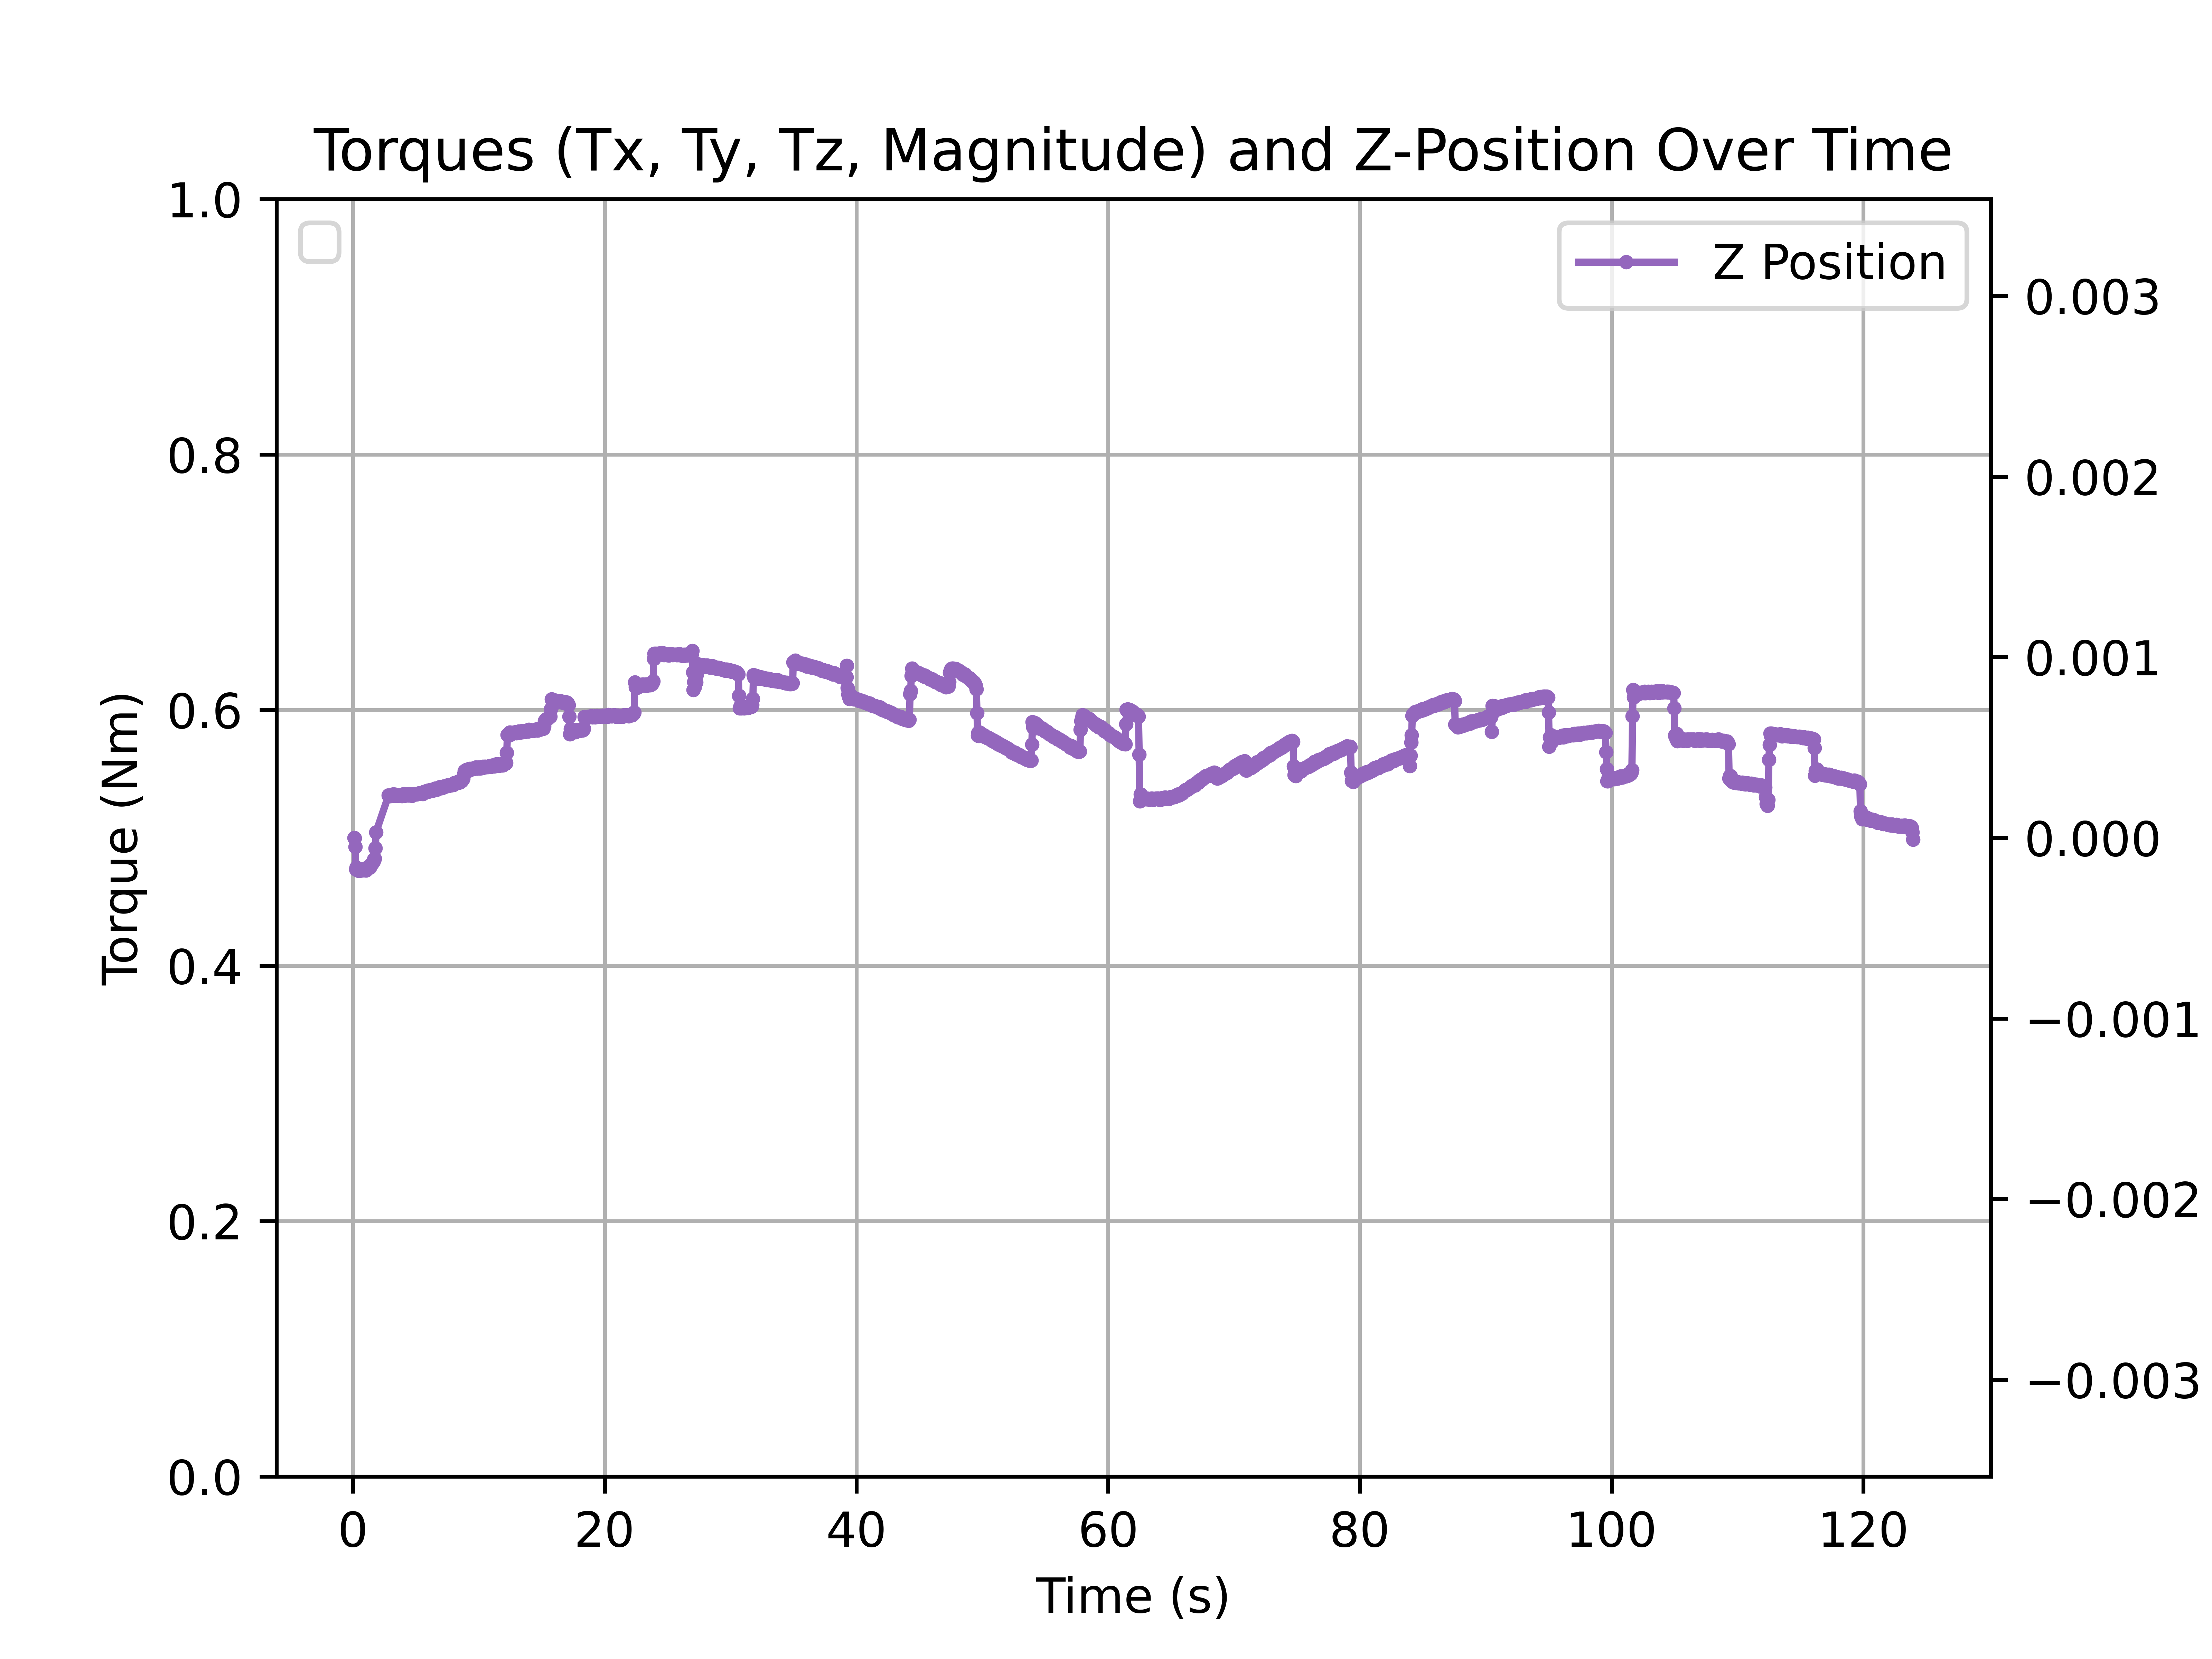 Torques (Tx, Ty, Tz, Magnitude) and Z-Position Over Time
Z Position
1.0
0.8
0.6
0.4
0.2
0.0
Torque (Nm)
0.003
0.002
0.001
0.000
−0.001
−0.002
−0.003
0 20 40 60 80 100 120
Time (s)